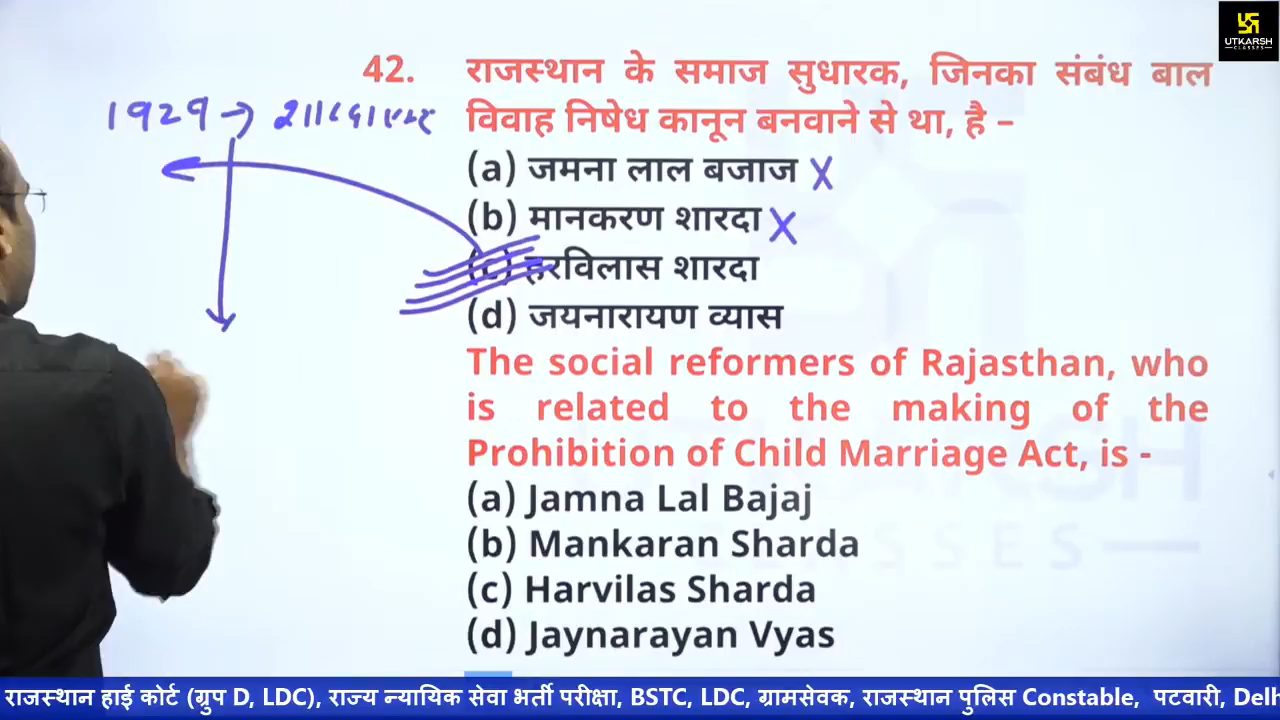 UTKARSH
CLASSES
42. राजस्थान के समाज सुधारक, जिनका संबंध बाल
विवाह निषेध कानून बनवाने से था, है –
1929 → शारदा एक्ट
(a) जमना लाल बजाज X
(b) मानकरण शारदा X
(c) हरविलास शारदा
(d) जयनारायण व्यास
The social reformers of Rajasthan, who
is related to the making of the
Prohibition of Child Marriage Act, is -
(a) Jamna Lal Bajaj
(b) Mankaran Sharda
(c) Harvilas Sharda
(d) Jaynarayan Vyas
राजस्थान हाई कोर्ट (ग्रुप D, LDC), राज्य न्यायिक सेवा भर्ती परीक्षा, BSTC, LDC, ग्रामसेवक, राजस्थान पुलिस Constable, पटवारी, Delh